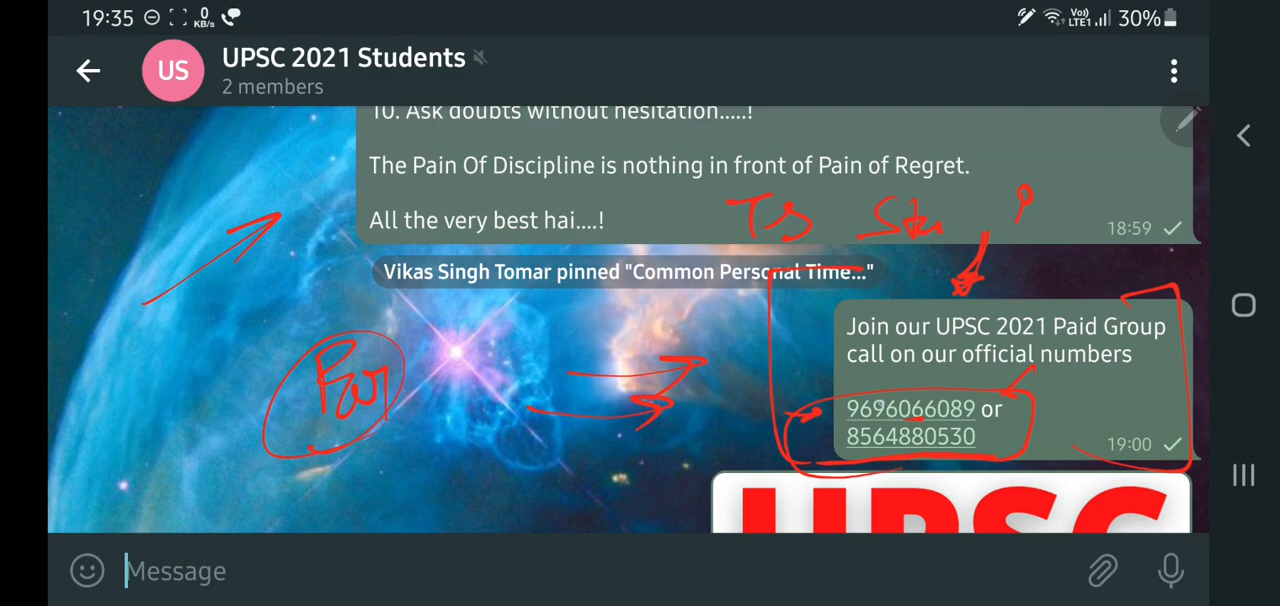 19:35 0 KB/s Vo) LTE1 30%
US UPSC 2021 Students
2 members
10. Ask doubts without hesitation.....!
The Pain Of Discipline is nothing in front of Pain of Regret.
All the very best hai....!
18:59
Vikas Singh Tomar pinned "Common Personal Time..."
Join our UPSC 2021 Paid Group
call on our official numbers
9696066089 or
8564880530
19:00
UPSC
Message